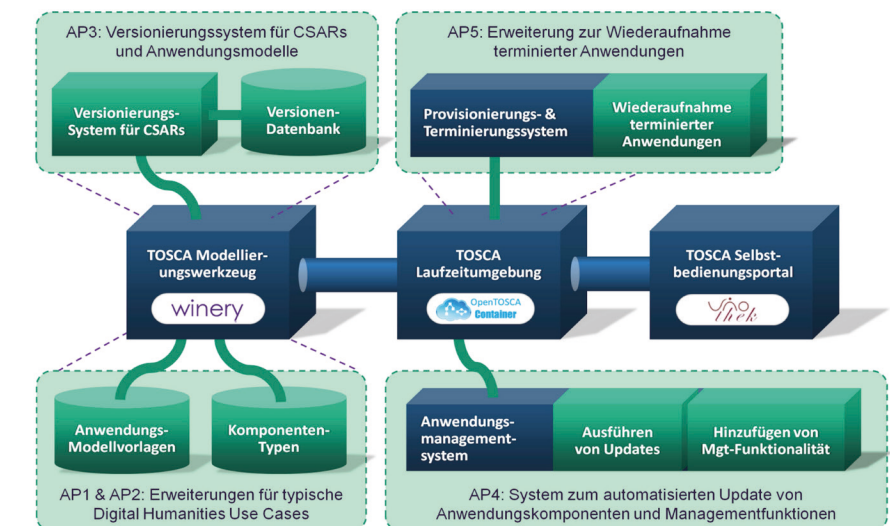 AP3: Versionierungssystem für CSARs
und Anwendungsmodelle
Versionierungs-
System für CSARs
Versionen-
Datenbank
AP5: Erweiterung zur Wiederaufnahme
terminierter Anwendungen
Provisionierungs- &
Terminierungssystem
Wiederaufnahme
terminierter
Anwendungen
TOSCA Modellier-
ungswerkzeug
winery
TOSCA
Laufzeitumgebung
OpenTOSCA
Container
TOSCA Selbst-
bedienungsportal
Vino
thek
Anwendungs-
Modellvorlagen
Komponenten-
Typen
AP1 & AP2: Erweiterungen für typische
Digital Humanities Use Cases
Anwendungs-
management-
system
Ausführen
von Updates
Hinzufügen von
Mgt-Funktionalität
AP4: System zum automatisierten Update von
Anwendungskomponenten und Managementfunktionen